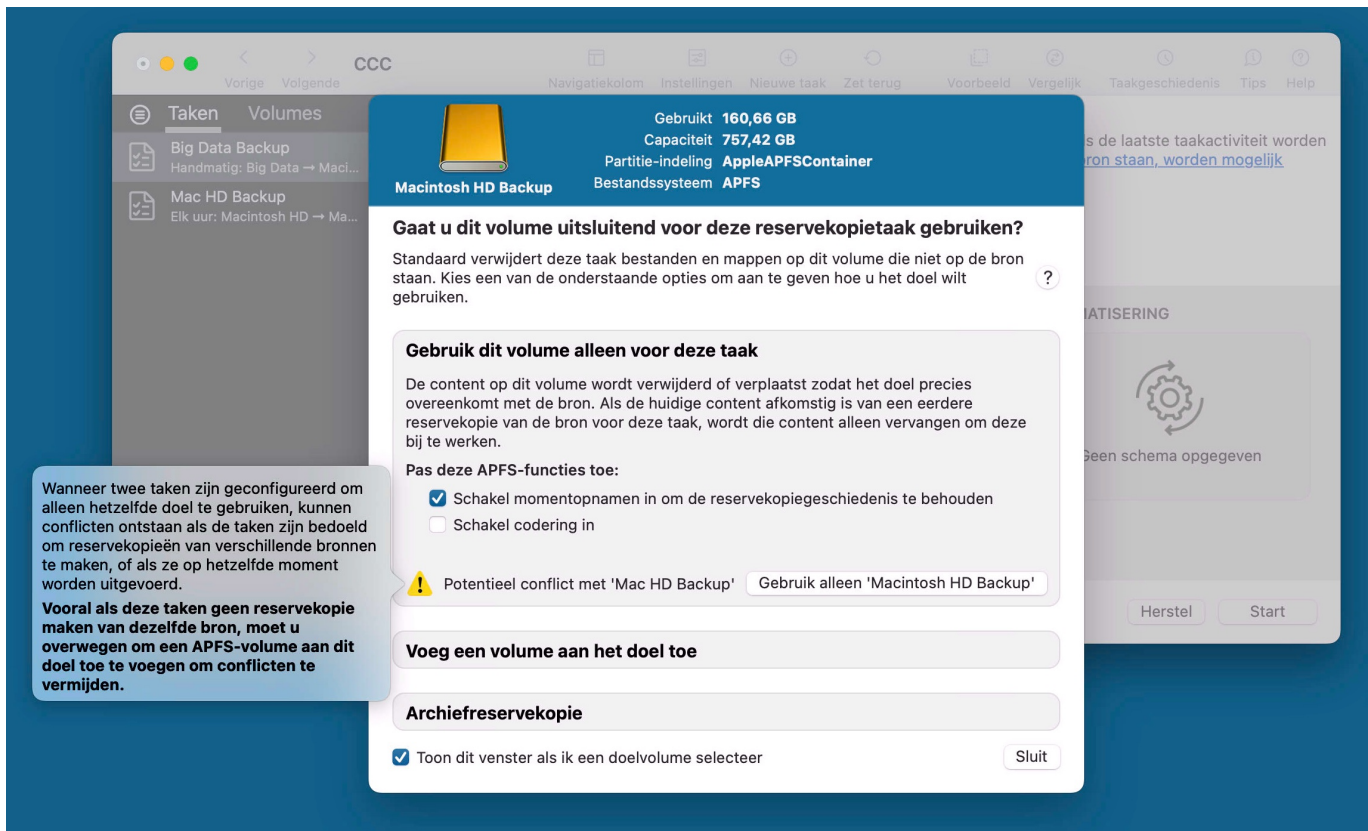 CCC
Vorige Volgende
Navigatiekolom Instellingen Nieuwe taak Zet terug Voorbeeld Vergelijk Taakgeschiedenis Tips Help
Taken Volumes
Big Data Backup
Handmatig: Big Data → Maci...
Mac HD Backup
Elk uur: Macintosh HD → Ma...
Macintosh HD Backup
Gebruikt 160,66 GB
Capaciteit 757,42 GB
Partitie-indeling AppleAPFSContainer
Bestandssysteem APFS
s de laatste taakactiviteit worden
ron staan, worden mogelijk
Gaat u dit volume uitsluitend voor deze reservekopietaak gebruiken?
Standaard verwijdert deze taak bestanden en mappen op dit volume die niet op de bron
staan. Kies een van de onderstaande opties om aan te geven hoe u het doel wilt
gebruiken.
?
Gebruik dit volume alleen voor deze taak
De content op dit volume wordt verwijderd of verplaatst zodat het doel precies
overeenkomt met de bron. Als de huidige content afkomstig is van een eerdere
reservekopie van de bron voor deze taak, wordt die content alleen vervangen om deze
bij te werken.
Pas deze APFS-functies toe:
Schakel momentopnamen in om de reservekopiegeschiedenis te behouden
Schakel codering in
Potentieel conflict met 'Mac HD Backup' Gebruik alleen 'Macintosh HD Backup'
Voeg een volume aan het doel toe
Archiefreservekopie
Toon dit venster als ik een doelvolume selecteer
Sluit
Wanneer twee taken zijn geconfigureerd om
alleen hetzelfde doel te gebruiken, kunnen
conflicten ontstaan als de taken zijn bedoeld
om reservekopieën van verschillende bronnen
te maken, of als ze op hetzelfde moment
worden uitgevoerd.
Vooral als deze taken geen reservekopie
maken van dezelfde bron, moet u
overwegen om een APFS-volume aan dit
doel toe te voegen om conflicten te
vermijden.
MATISERING
Geen schema opgegeven
Herstel Start